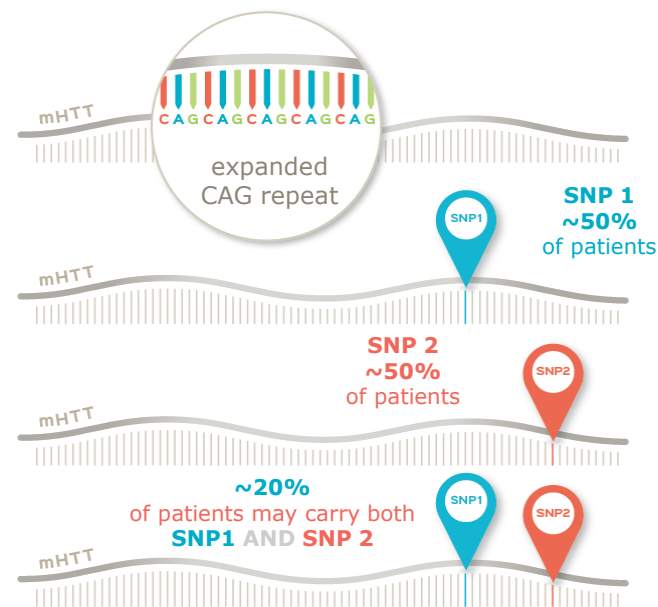 mHTT
CAGCAGCAGCAGCAG
expanded
CAG repeat
SNP 1
~50%
of patients
SNP1
mHTT
SNP 2
~50%
of patients
SNP2
mHTT
~20%
of patients may carry both
SNP1 AND SNP 2
SNP1
SNP2
mHTT